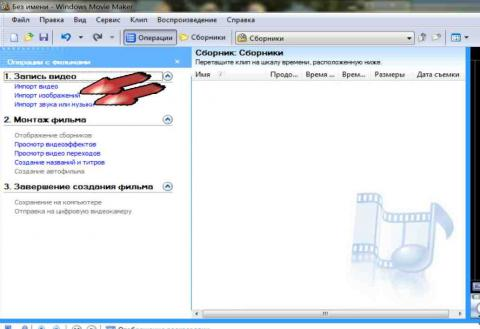 Без имени - Windows Movie Maker
Файл Правка Вид Сервис Клип Воспроизведение Справка
Операции Сборники Сборники
Операции с фильмами
Сборник: Сборники
Перетащите клип на шкалу времени, расположенную ниже.
Имя Продо... Время ... Врем... Размеры Дата съемки
1. Запись видео
Импорт видео
Импорт изображений
Импорт звука или музыки
2. Монтаж фильма
Отображение сборников
Просмотр видеоэффектов
Просмотр видео переходов
Создание названий и титров
Создание автофильма
3. Завершение создания фильма
Сохранение на компьютере
Отправка на цифровую видеокамеру